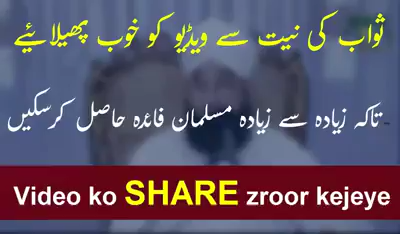 ثواب کی نیت سے ویڈیو کو خوب پھیلائیے
تاکہ زیادہ سے زیادہ مسلمان فائدہ حاصل کرسکیں
Video ko SHARE zroor kejeye